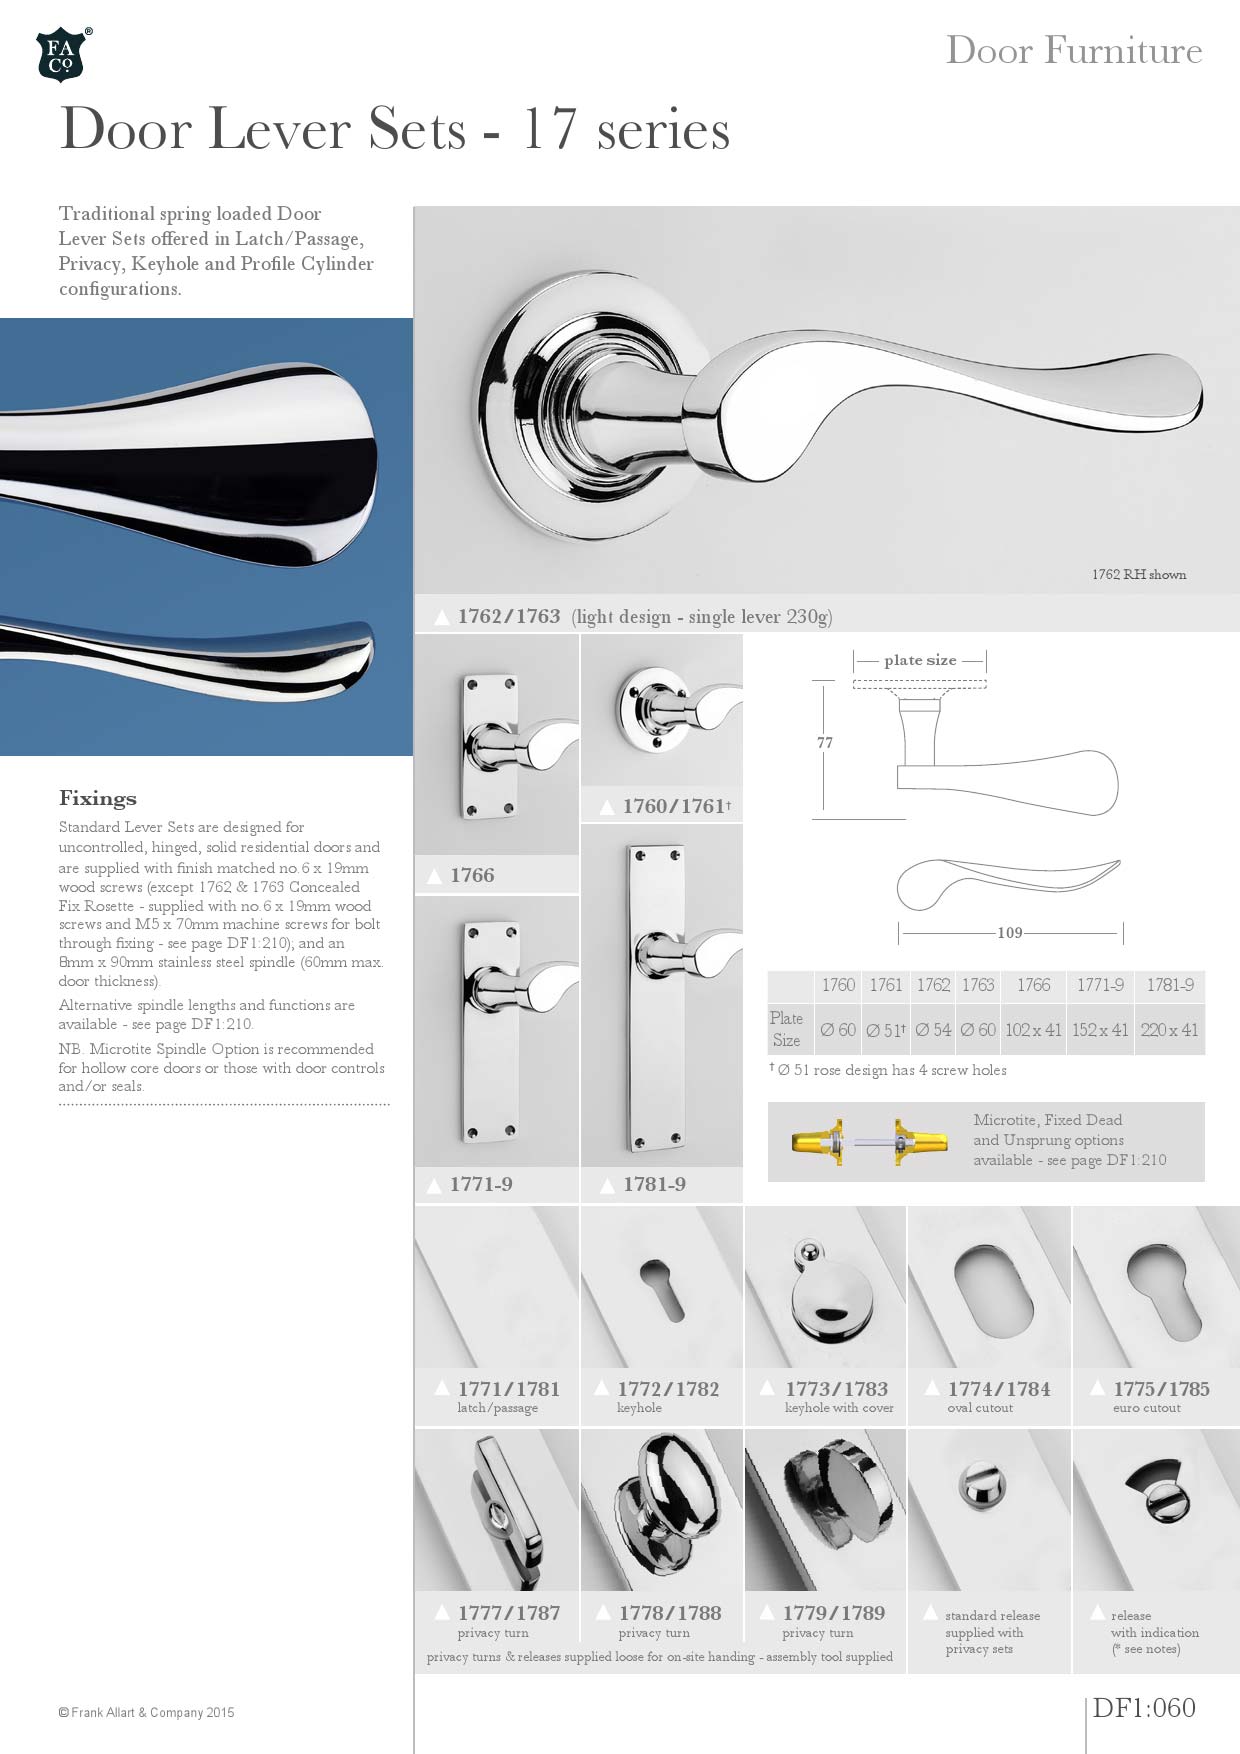 FA
Co.
®
Door Furniture
Door Lever Sets - 17 series
Traditional spring loaded Door
Lever Sets offered in Latch/Passage,
Privacy, Keyhole and Profile Cylinder
configurations.
1762 RH shown
1762/1763 (light design - single lever 230g)
Fixings
Standard Lever Sets are designed for
uncontrolled, hinged, solid residential doors and
are supplied with finish matched no.6 x 19mm
wood screws (except 1762 & 1763 Concealed
Fix Rosette - supplied with no.6 x 19mm wood
screws and M5 x 70mm machine screws for bolt
through fixing - see page DF1:210); and an
8mm x 90mm stainless steel spindle (60mm max.
door thickness).
Alternative spindle lengths and functions are
available - see page DF1:210.
NB. Microtite Spindle Option is recommended
for hollow core doors or those with door controls
and/or seals.
1766
1760/1761†
1771-9
1781-9
plate size
77
109
1760 1761 1762 1763 1766 1771-9 1781-9
Plate Size Ø 60 Ø 51† Ø 54 Ø 60 102 x 41 152 x 41 220 x 41
† Ø 51 rose design has 4 screw holes
Microtite, Fixed Dead
and Unsprung options
available - see page DF1:210
1771/1781
latch/passage
1772/1782
keyhole
1773/1783
keyhole with cover
1774/1784
oval cutout
1775/1785
euro cutout
1777/1787
privacy turn
1778/1788
privacy turn
1779/1789
privacy turn
standard release
supplied with
privacy sets
release
with indication
(* see notes)
privacy turns & releases supplied loose for on-site handing - assembly tool supplied
© Frank Allart & Company 2015
DF1:060